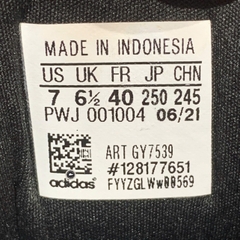 MADE IN INDONESIA
US UK FR JP CHN
7 6½ 40 250 245
PWJ 001004 06/21
ART GY7539
#128177651
adidas® FYYZGLWw00569